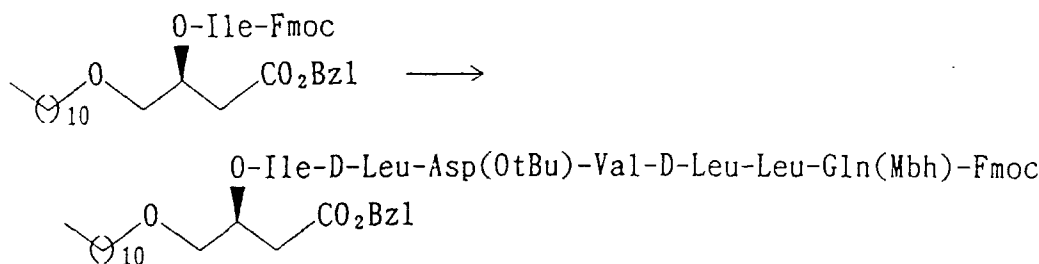 O-Ile-Fmoc
O
CO2Bzl
( )10
O-Ile-D-Leu-Asp(OtBu)-Val-D-Leu-Leu-Gln(Mbh)-Fmoc
O
CO2Bzl
( )10